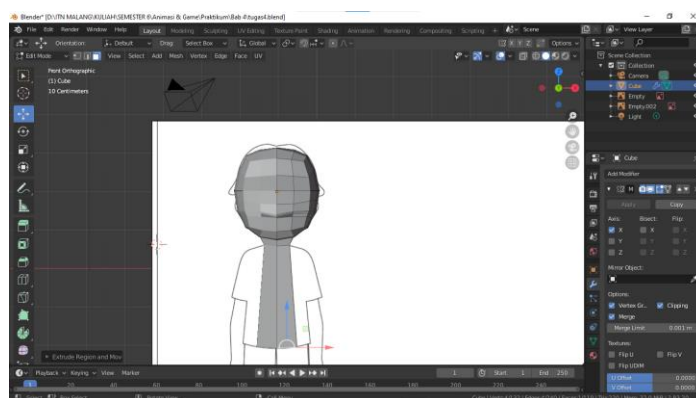 Blender* [D:\ITN MALANG\KULIAH\SEMESTER II\Animasi & Game\Praktikum\Bab 4\tugas4.blend]
File Edit Render Window Help Layout Modeling Sculpting UV Editing Texture Paint Shading Animation Rendering Compositing Scripting + Scene View Layer
Orientation: Default Drag Select Box Global Options
Edit Mode View Select Add Mesh Vertex Edge Face UV
X Y Z
Front Orthographic
(1) Cube
10 Centimeters
Scene Collection
Collection
Camera
Cube
Empty
Empty.002
Light
Cube
Add Modifier
M
Apply Copy
Axis: Bisect: Flip:
X X X
Y Y Y
Z Z Z
Mirror Object:
Options:
Vertex Gr.. Clipping
Merge
Merge Limit 0.001 m
Textures:
Flip U Flip V
Flip UDIM
U Offset 0.0000
V Offset 0.0000
Extrude Region and Mov
Playback Keying View Marker 1 Start 1 End 250
1 20 40 60 80 100 120 140 160 180 200 220 240